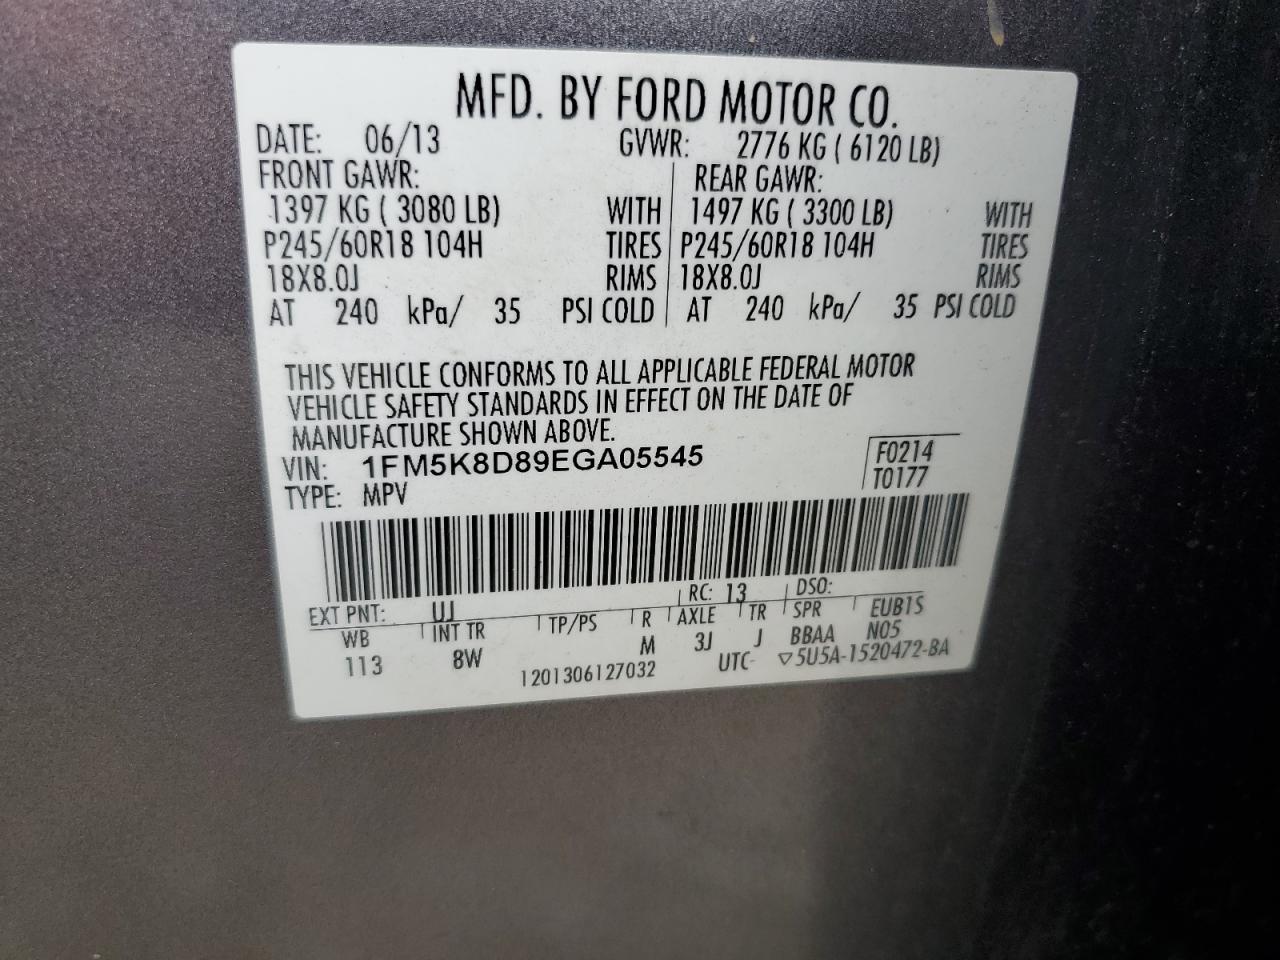 MFD. BY FORD MOTOR CO.
DATE: 06/13 GVWR: 2776 KG ( 6120 LB)
FRONT GAWR: REAR GAWR:
1397 KG ( 3080 LB) WITH 1497 KG ( 3300 LB) WITH
P245/60R18 104H TIRES P245/60R18 104H TIRES
18X8.0J RIMS 18X8.0J RIMS
AT 240 kPa/ 35 PSI COLD AT 240 kPa/ 35 PSI COLD
THIS VEHICLE CONFORMS TO ALL APPLICABLE FEDERAL MOTOR
VEHICLE SAFETY STANDARDS IN EFFECT ON THE DATE OF
MANUFACTURE SHOWN ABOVE.
VIN: 1FM5K8D89EGA05545 F0214
TYPE: MPV T0177
EXT PNT: UJ RC: 13 DSO:
WB INT TR TP/PS R AXLE TR SPR EUB1S
113 8W M 3J J BBAA N05
1201306127032 UTC ▽5U5A-1520472-BA